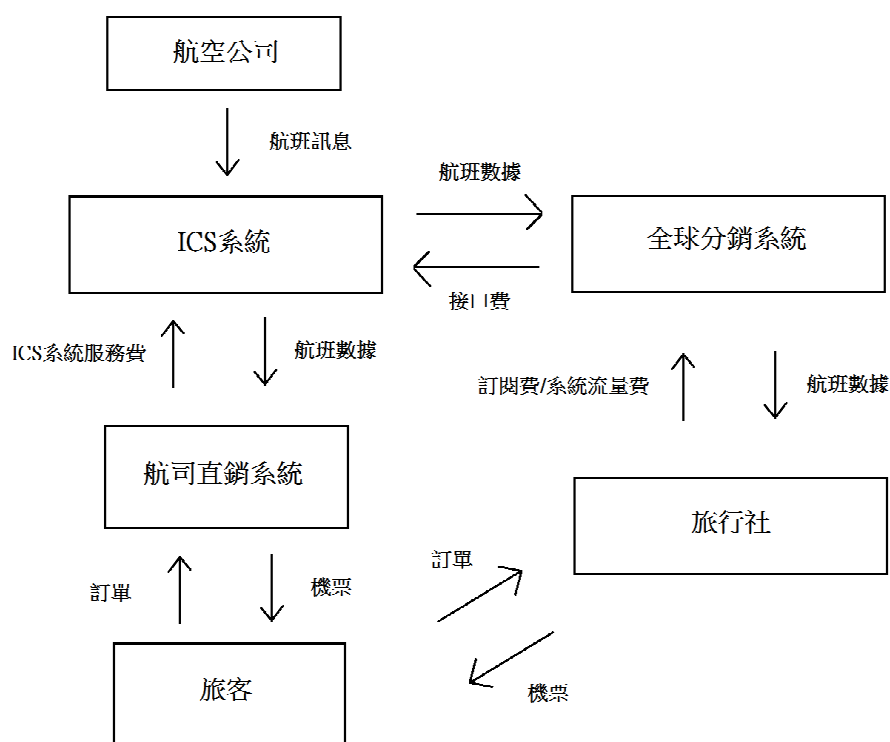 航空公司
航班訊息
航班數據
ICS系統
全球分銷系統
接口費
ICS系統服務費
航班數據
訂閱費/系統流量費
航班數據
航司直銷系統
旅行社
訂單
訂單
機票
旅客
機票